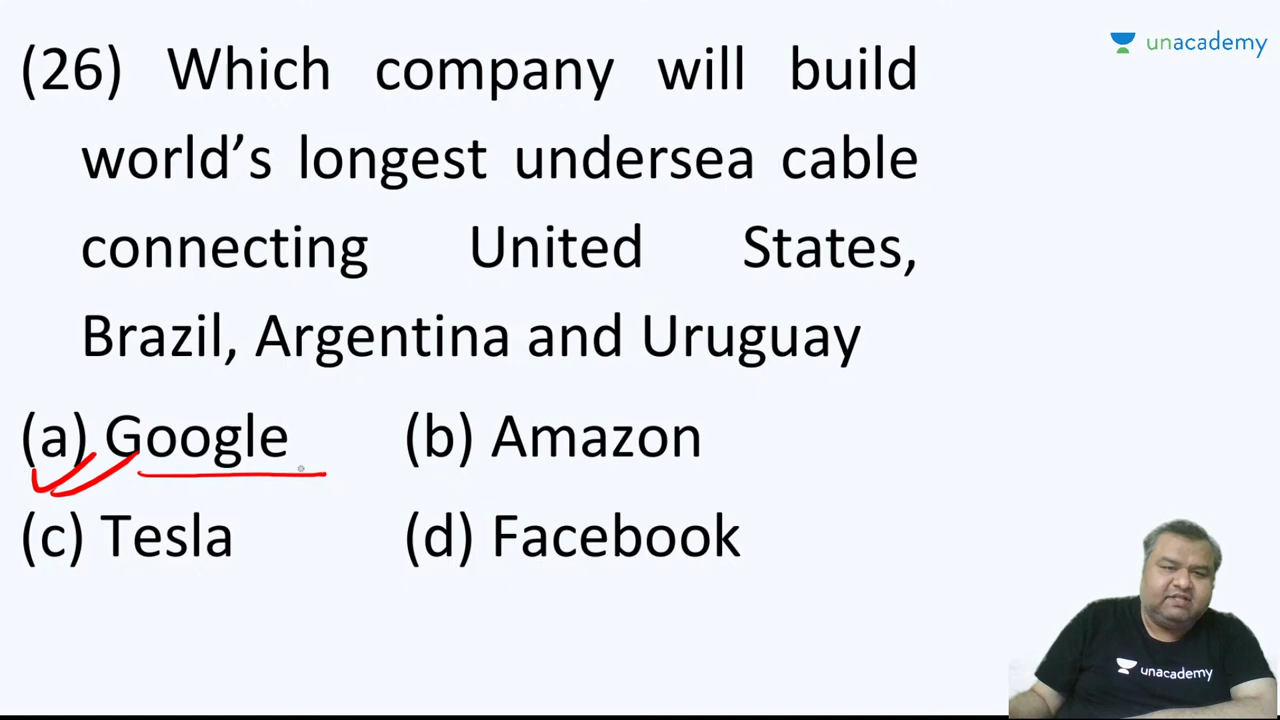 unacademy
(26) Which company will build
world’s longest undersea cable
connecting United States,
Brazil, Argentina and Uruguay
(a) Google (b) Amazon
(c) Tesla (d) Facebook
unacademy